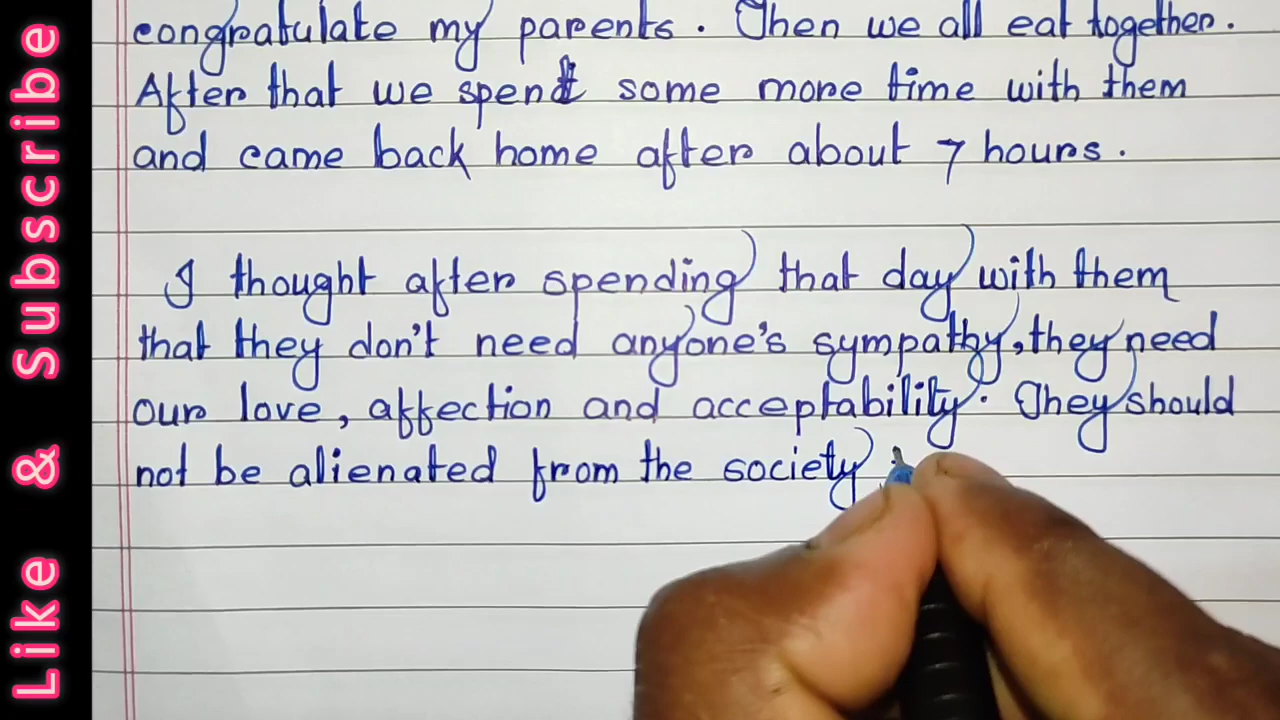 Like & Subscribe
congratulate my parents. Then we all eat together.
After that we spent some more time with them
and came back home after about 7 hours.
I thought after spending that day with them
that they don't need anyone's sympathy, they need
our love, affection and acceptability. They should
not be alienated from the society